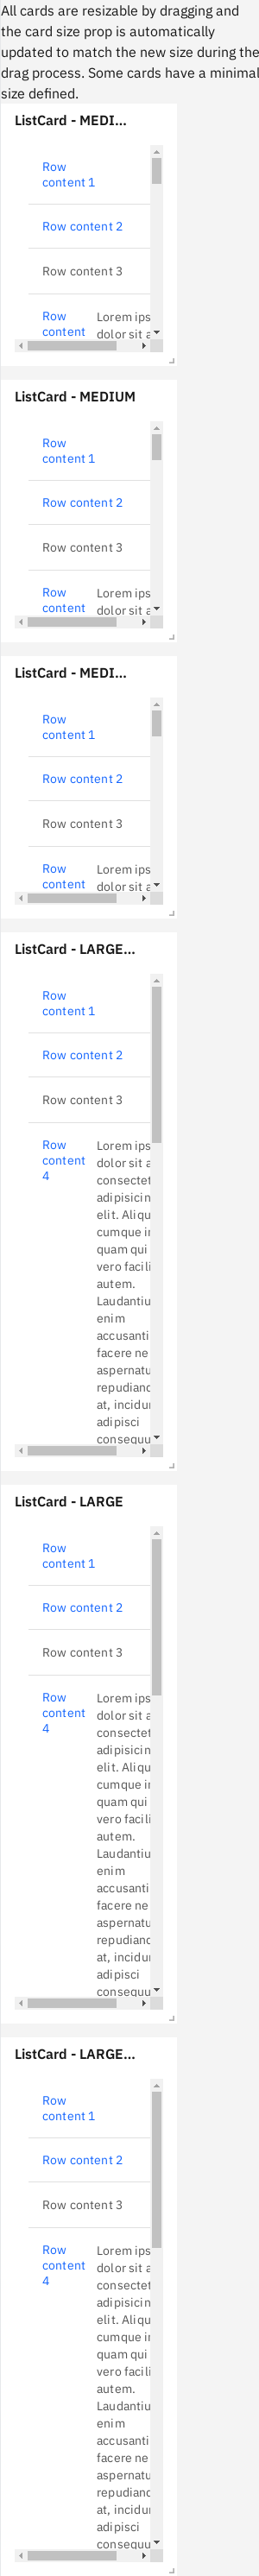 All cards are resizable by dragging and
the card size prop is automatically
updated to match the new size during the
drag process. Some cards have a minimal
size defined.
ListCard - MEDI...
Row
content 1
Row content 2
Row content 3
Row
content
Lorem ips
dolor sit a
ListCard - MEDIUM
Row
content 1
Row content 2
Row content 3
Row
content
Lorem ips
dolor sit a
ListCard - MEDI...
Row
content 1
Row content 2
Row content 3
Row
content
Lorem ips
dolor sit a
ListCard - LARGE...
Row
content 1
Row content 2
Row content 3
Row
content
4
Lorem ips
dolor sit a
consectet
adipisicin
elit. Aliqu
cumque i
quam qui
vero facili
autem.
Laudantiu
enim
accusanti
facere ne
aspernatu
repudiand
at, incidu
adipisci
consequu
ListCard - LARGE
Row
content 1
Row content 2
Row content 3
Row
content
4
Lorem ips
dolor sit a
consectet
adipisicin
elit. Aliqu
cumque i
quam qui
vero facili
autem.
Laudantiu
enim
accusanti
facere ne
aspernatu
repudiand
at, incidu
adipisci
consequu
ListCard - LARGE...
Row
content 1
Row content 2
Row content 3
Row
content
4
Lorem ips
dolor sit a
consectet
adipisicin
elit. Aliqu
cumque i
quam qui
vero facili
autem.
Laudantiu
enim
accusanti
facere ne
aspernatu
repudiand
at, incidu
adipisci
consequu